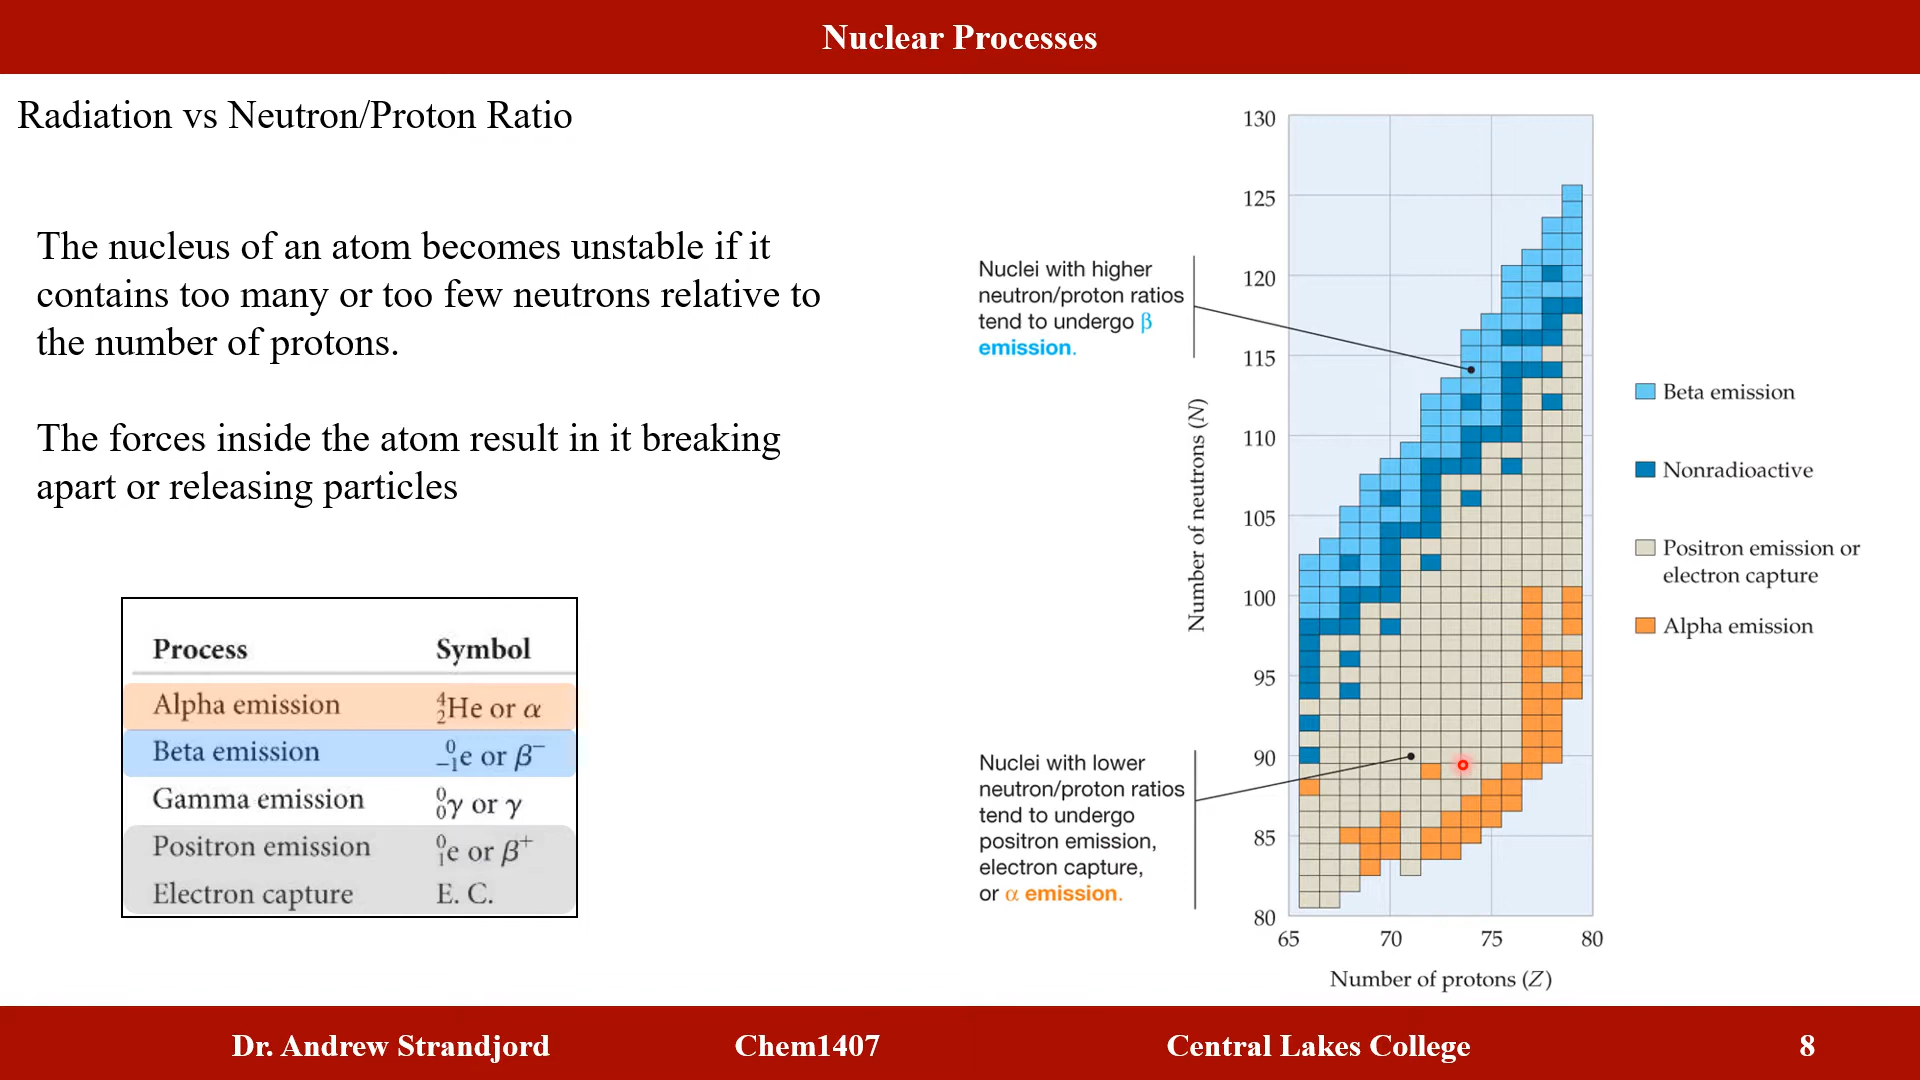 Nuclear Processes
Radiation vs Neutron/Proton Ratio
The nucleus of an atom becomes unstable if it
contains too many or too few neutrons relative to
the number of protons.
The forces inside the atom result in it breaking
apart or releasing particles
Process Symbol
Alpha emission ⁴₂He or α
Beta emission ⁰₋₁e or β⁻
Gamma emission ⁰₀γ or γ
Positron emission ⁰₁e or β⁺
Electron capture E. C.
Nuclei with higher
neutron/proton ratios
tend to undergo β
emission.
Nuclei with lower
neutron/proton ratios
tend to undergo
positron emission,
electron capture,
or α emission.
Number of neutrons (N)
130
125
120
115
110
105
100
95
90
85
80
65 70 75 80
Number of protons (Z)
Beta emission
Nonradioactive
Positron emission or
electron capture
Alpha emission
Dr. Andrew Strandjord Chem1407 Central Lakes College 8